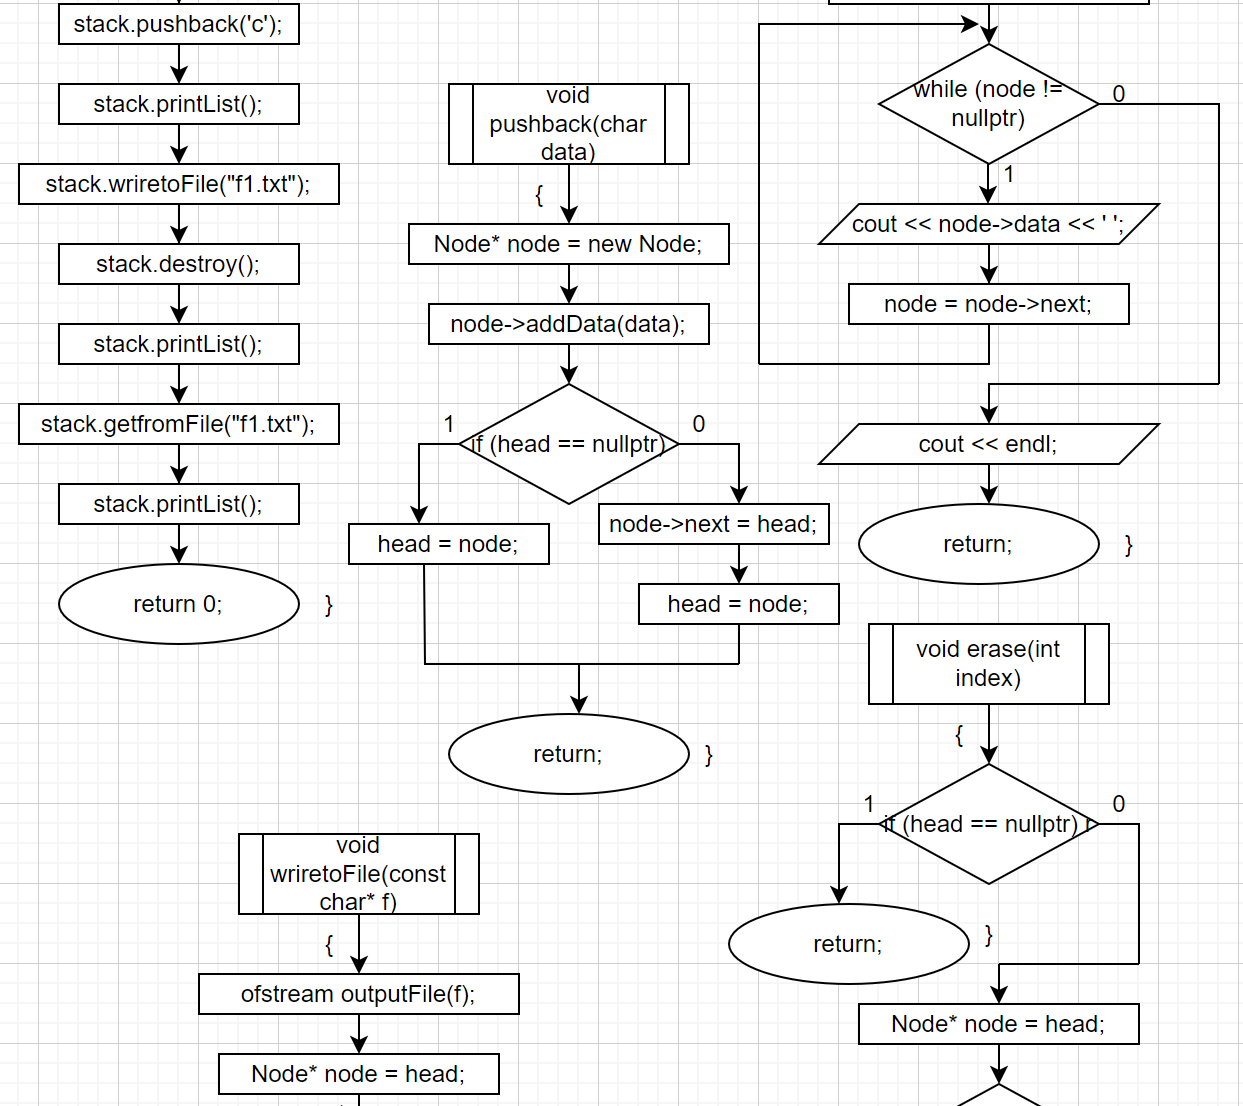 stack.pushback('c');
stack.printList();
stack.wriretoFile("f1.txt");
stack.destroy();
stack.printList();
stack.getfromFile("f1.txt");
stack.printList();
return 0;
}
void
pushback(char
data)
{
Node* node = new Node;
node->addData(data);
if (head == nullptr)
1
0
head = node;
node->next = head;
head = node;
return;
}
void
wriretoFile(const
char* f)
{
ofstream outputFile(f);
Node* node = head;
while (node !=
nullptr)
0
1
cout << node->data << ' ';
node = node->next;
cout << endl;
return;
}
void erase(int
index)
{
if (head == nullptr) r
1
0
return;
}
Node* node = head;